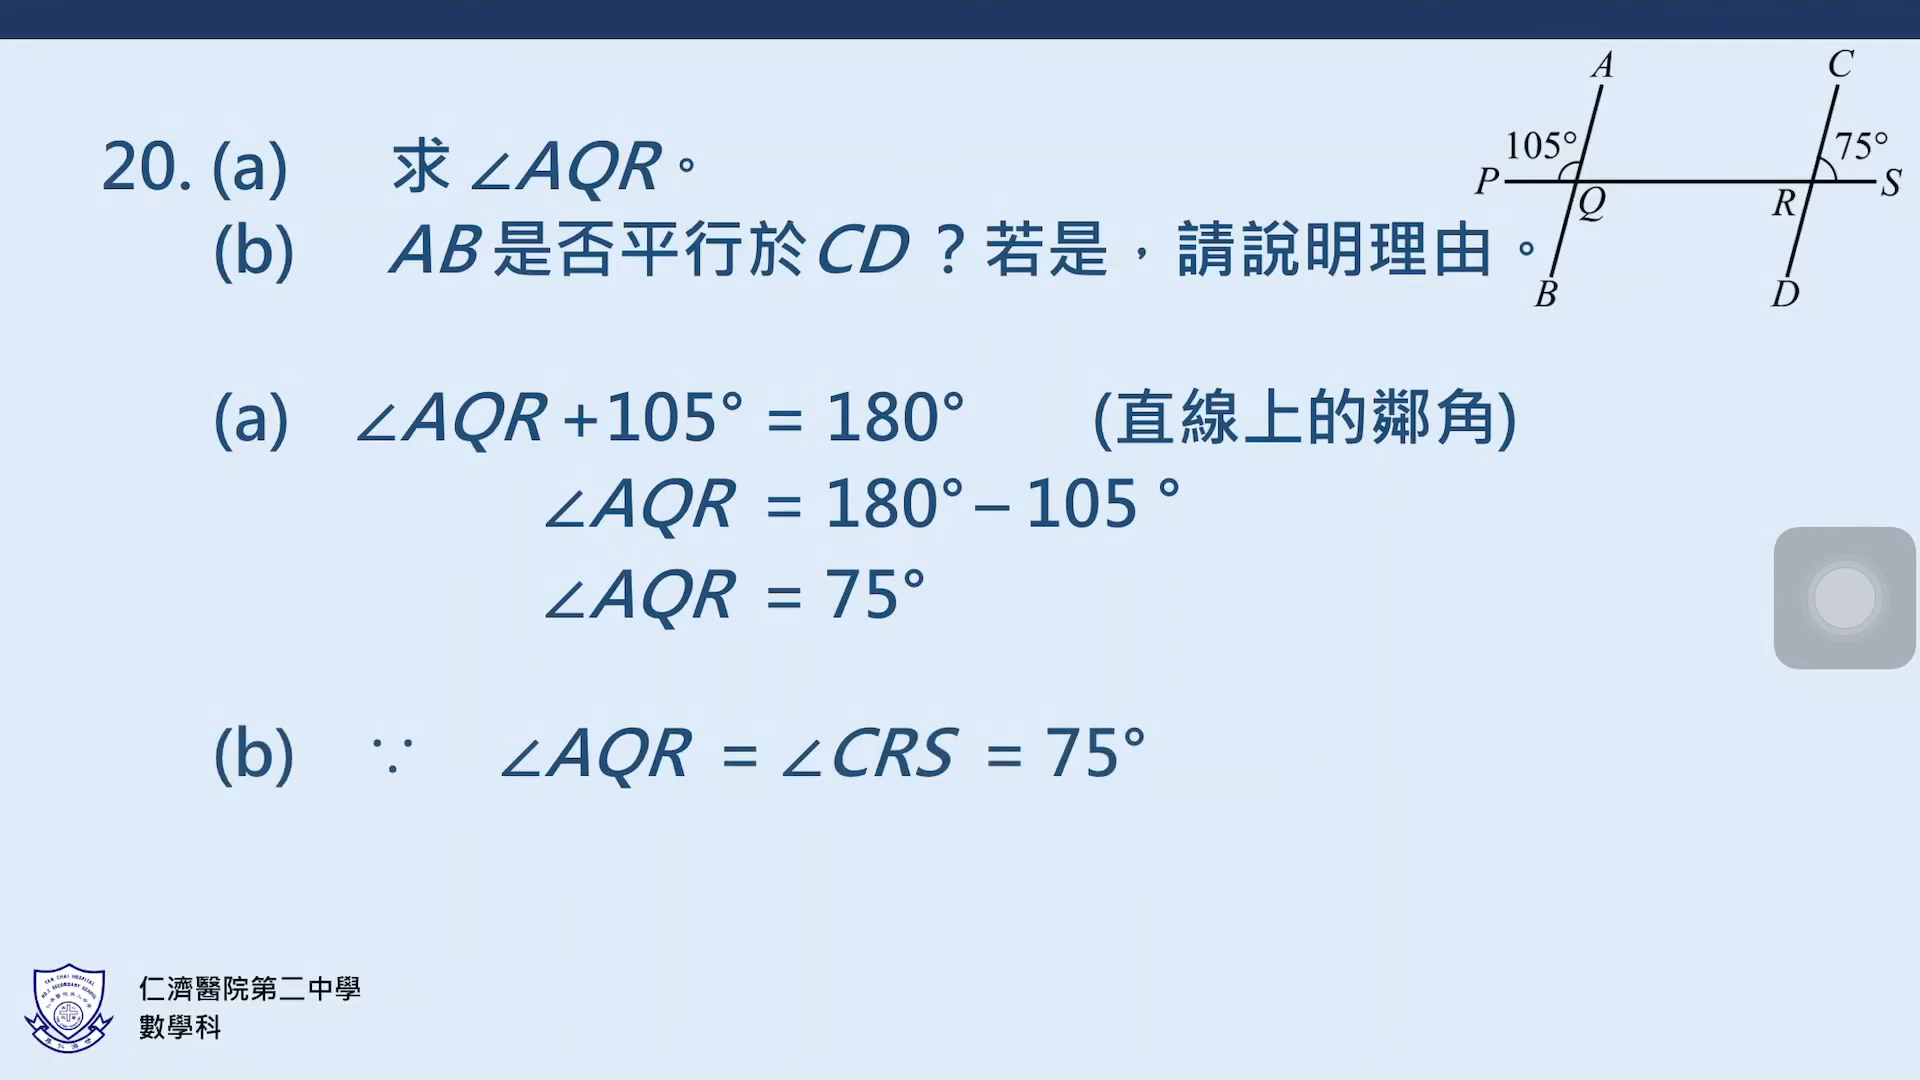 20. (a) 求 ∠AQR。
(b) AB 是否平行於 CD？若是，請說明理由。
A
C
105°
75°
P
Q
R
S
B
D
(a) ∠AQR +105° = 180° (直線上的鄰角)
∠AQR = 180° – 105 °
∠AQR = 75°
(b) ∵ ∠AQR = ∠CRS = 75°
仁濟醫院第二中學
數學科